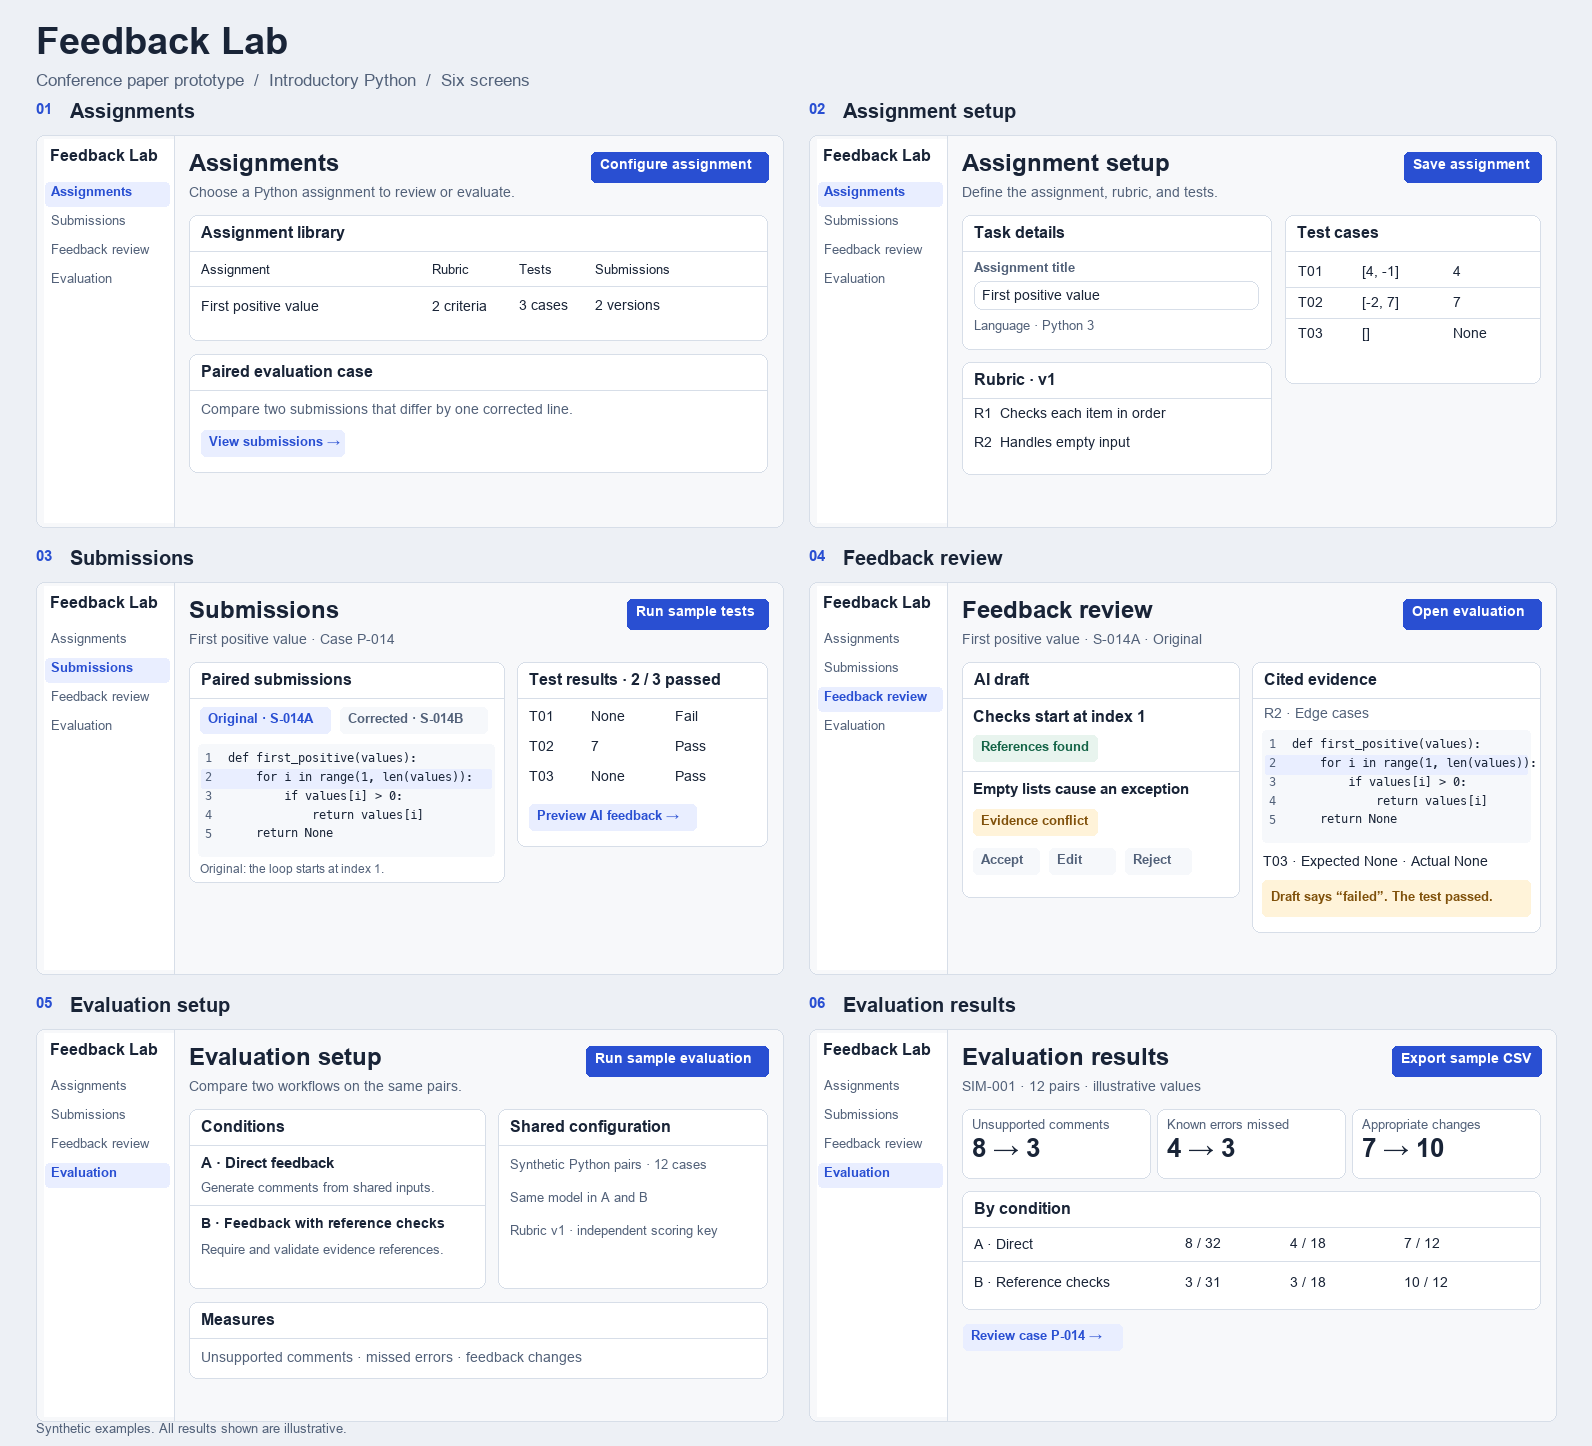 Feedback Lab
Conference paper prototype / Introductory Python / Six screens
01 Assignments
Feedback Lab
Assignments
Submissions
Feedback review
Evaluation
Assignments
Configure assignment
Choose a Python assignment to review or evaluate.
Assignment library
Assignment Rubric Tests Submissions
First positive value 2 criteria 3 cases 2 versions
Paired evaluation case
Compare two submissions that differ by one corrected line.
View submissions →
02 Assignment setup
Feedback Lab
Assignments
Submissions
Feedback review
Evaluation
Assignment setup
Save assignment
Define the assignment, rubric, and tests.
Task details
Assignment title
First positive value
Language · Python 3
Rubric · v1
R1 Checks each item in order
R2 Handles empty input
Test cases
T01 [4, -1] 4
T02 [-2, 7] 7
T03 [] None
03 Submissions
Feedback Lab
Assignments
Submissions
Feedback review
Evaluation
Submissions
Run sample tests
First positive value · Case P-014
Paired submissions
Original · S-014A Corrected · S-014B
1 def first_positive(values):
2     for i in range(1, len(values)):
3         if values[i] > 0:
4             return values[i]
5     return None
Original: the loop starts at index 1.
Test results · 2 / 3 passed
T01 None Fail
T02 7 Pass
T03 None Pass
Preview AI feedback →
04 Feedback review
Feedback Lab
Assignments
Submissions
Feedback review
Evaluation
Feedback review
Open evaluation
First positive value · S-014A · Original
AI draft
Checks start at index 1
References found
Empty lists cause an exception
Evidence conflict
Accept Edit Reject
Cited evidence
R2 · Edge cases
1 def first_positive(values):
2     for i in range(1, len(values)):
3         if values[i] > 0:
4             return values[i]
5     return None
T03 · Expected None · Actual None
Draft says “failed”. The test passed.
05 Evaluation setup
Feedback Lab
Assignments
Submissions
Feedback review
Evaluation
Evaluation setup
Run sample evaluation
Compare two workflows on the same pairs.
Conditions
A · Direct feedback
Generate comments from shared inputs.
B · Feedback with reference checks
Require and validate evidence references.
Shared configuration
Synthetic Python pairs · 12 cases
Same model in A and B
Rubric v1 · independent scoring key
Measures
Unsupported comments · missed errors · feedback changes
06 Evaluation results
Feedback Lab
Assignments
Submissions
Feedback review
Evaluation
Evaluation results
Export sample CSV
SIM-001 · 12 pairs · illustrative values
Unsupported comments
8 → 3
Known errors missed
4 → 3
Appropriate changes
7 → 10
By condition
A · Direct 8 / 32 4 / 18 7 / 12
B · Reference checks 3 / 31 3 / 18 10 / 12
Review case P-014 →
Synthetic examples. All results shown are illustrative.